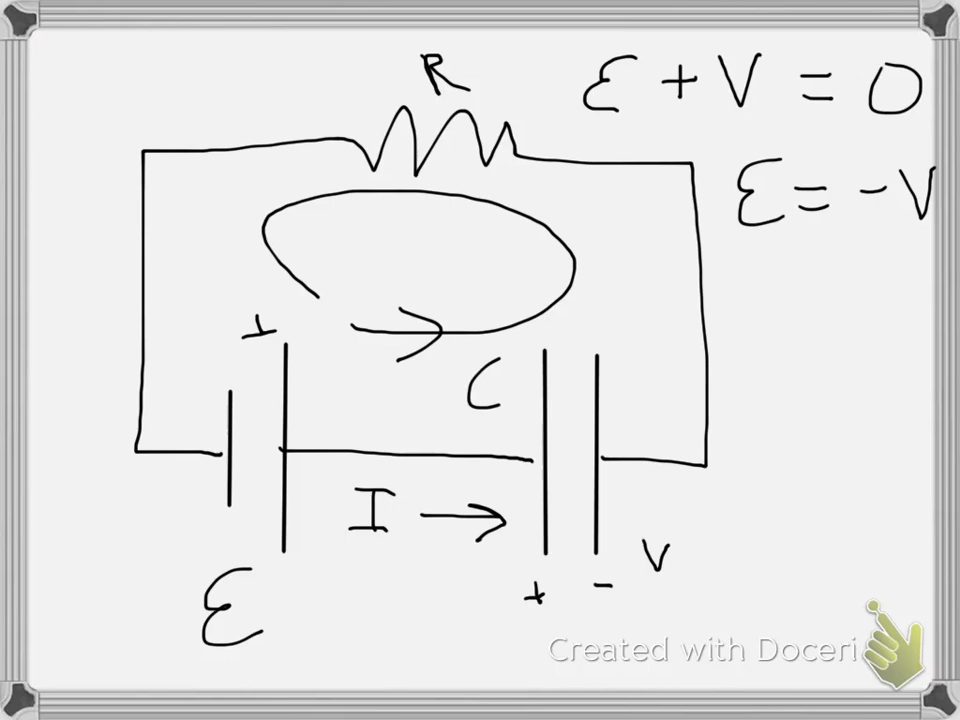 R
ℰ + V = 0
ℰ = -V
+
C
I →
V
+ -
ℰ
Created with Doceri